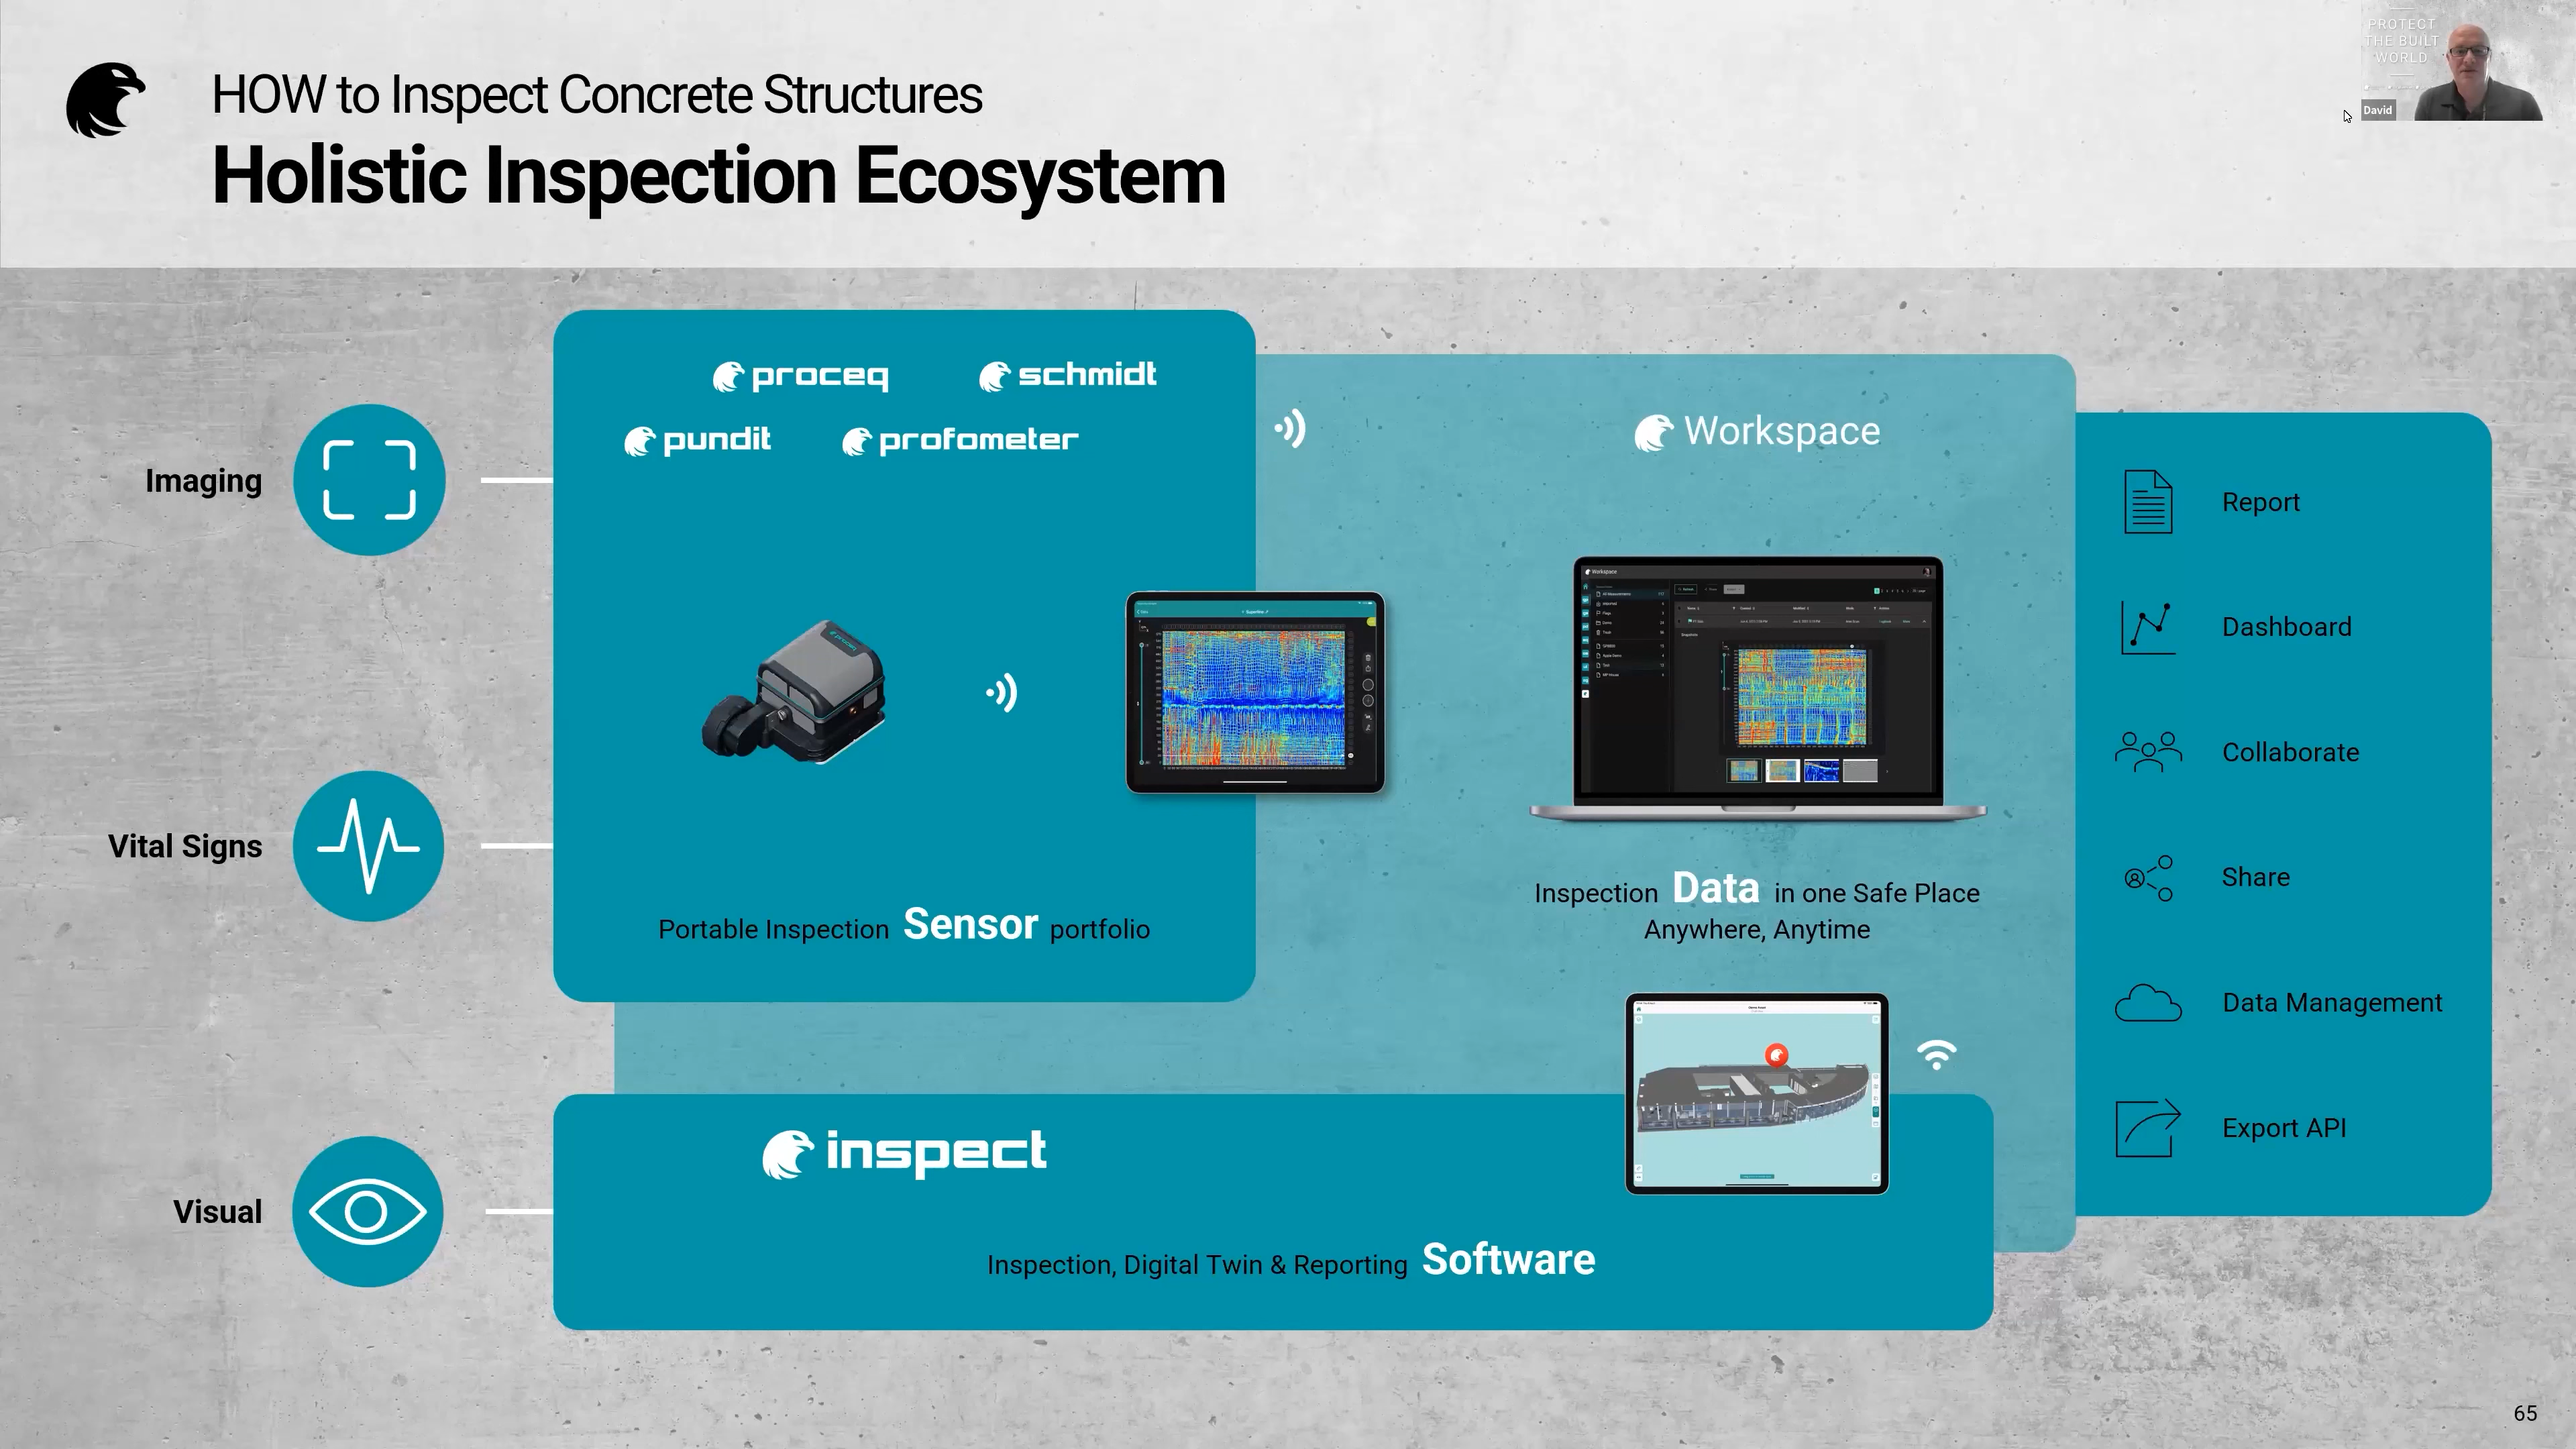 HOW to Inspect Concrete Structures
Holistic Inspection Ecosystem
PROTECT
THE BUILT
WORLD
David
Imaging
Vital Signs
Visual
proceq
schmidt
pundit
profometer
Portable Inspection Sensor portfolio
Workspace
Workspace
Inspection Data in one Safe Place
Anywhere, Anytime
inspect
Inspection, Digital Twin & Reporting Software
Report
Dashboard
Collaborate
Share
Data Management
Export API
65